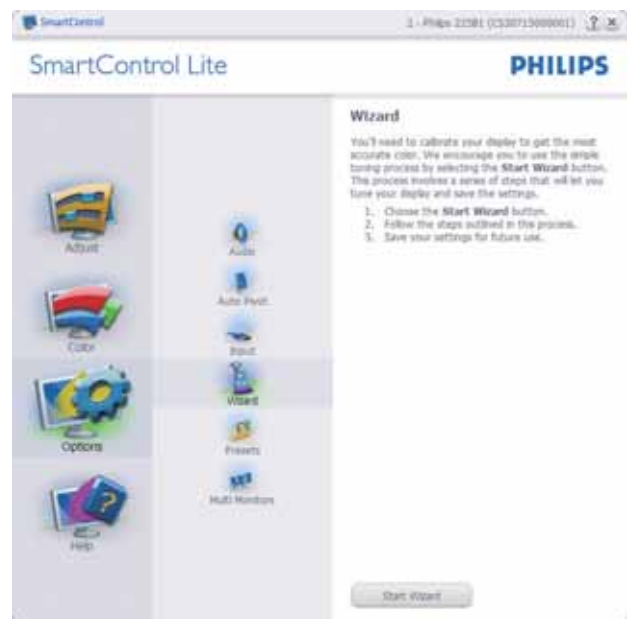 SmartControl
1 - Philips 225B1 (CS30715000001) ? x
SmartControl Lite
PHILIPS
Adjust
Color
Options
Help
Audio
Auto Pivot
Input
Wizard
Presets
Multi Monitors
Wizard
You'll need to calibrate your display to get the most
accurate color. We encourage you to use the simple
tuning process by selecting the Start Wizard button.
This process involves a series of steps that will let you
tune your display and save the settings.
1. Choose the Start Wizard button.
2. Follow the steps outlined in this process.
3. Save your settings for future use.
Start Wizard